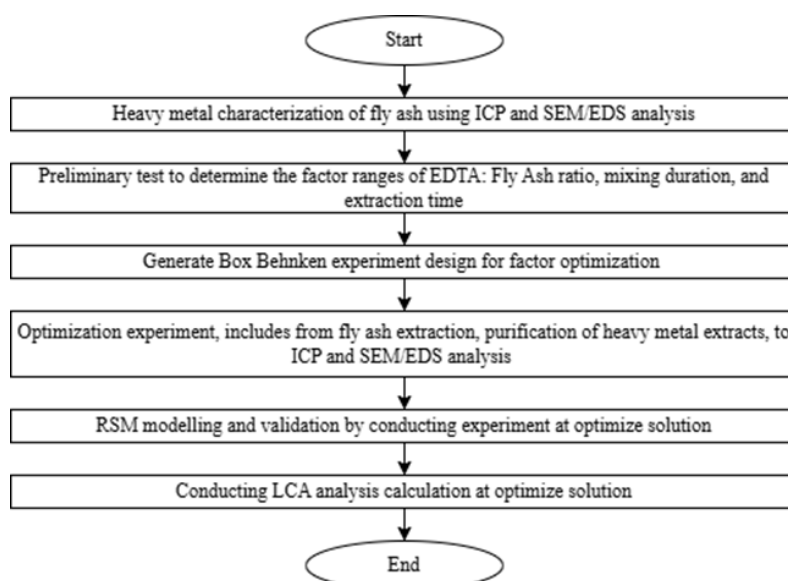 Start
Heavy metal characterization of fly ash using ICP and SEM/EDS analysis
Preliminary test to determine the factor ranges of EDTA: Fly Ash ratio, mixing duration, and
extraction time
Generate Box Behnken experiment design for factor optimization
Optimization experiment, includes from fly ash extraction, purification of heavy metal extracts, to
ICP and SEM/EDS analysis
RSM modelling and validation by conducting experiment at optimize solution
Conducting LCA analysis calculation at optimize solution
End